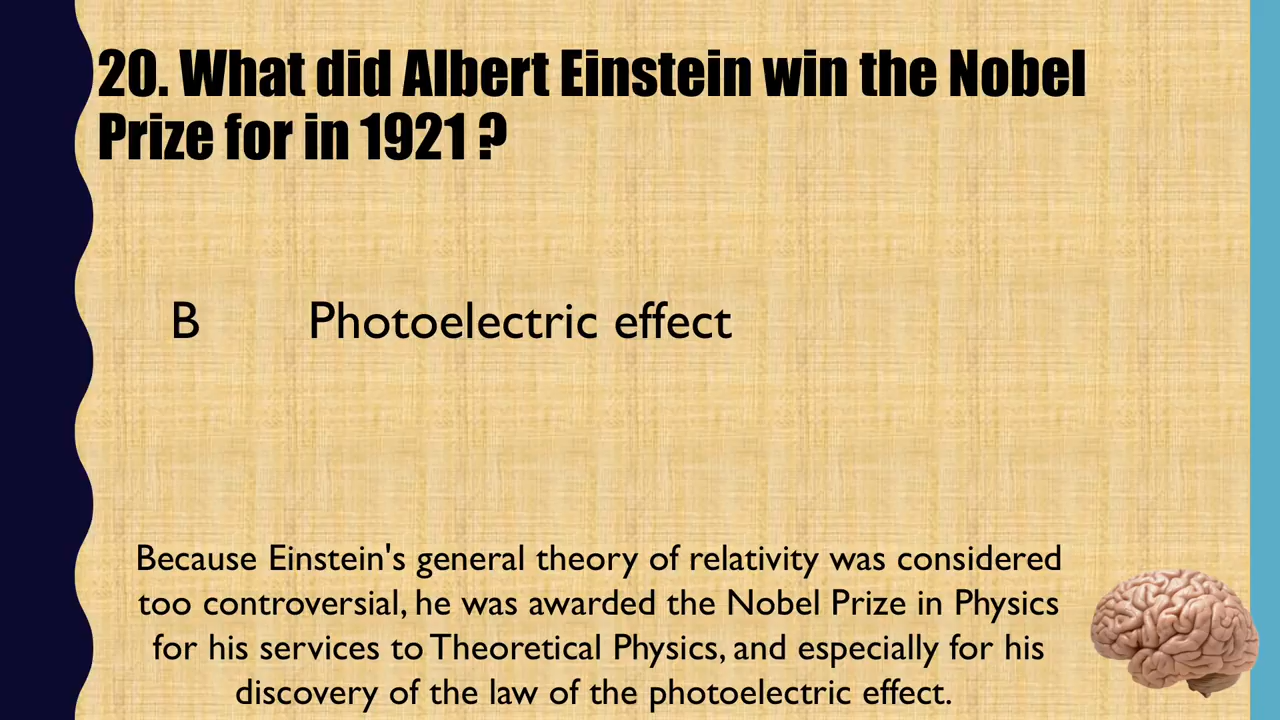 20. What did Albert Einstein win the Nobel
Prize for in 1921 ?
B Photoelectric effect
Because Einstein's general theory of relativity was considered
too controversial, he was awarded the Nobel Prize in Physics
for his services to Theoretical Physics, and especially for his
discovery of the law of the photoelectric effect.